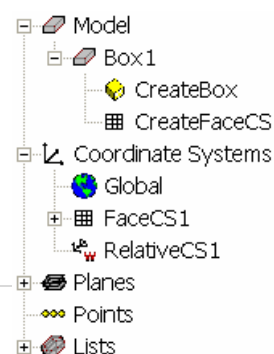 Model
Box1
CreateBox
CreateFaceCS
Coordinate Systems
Global
FaceCS1
RelativeCS1
Planes
Points
Lists